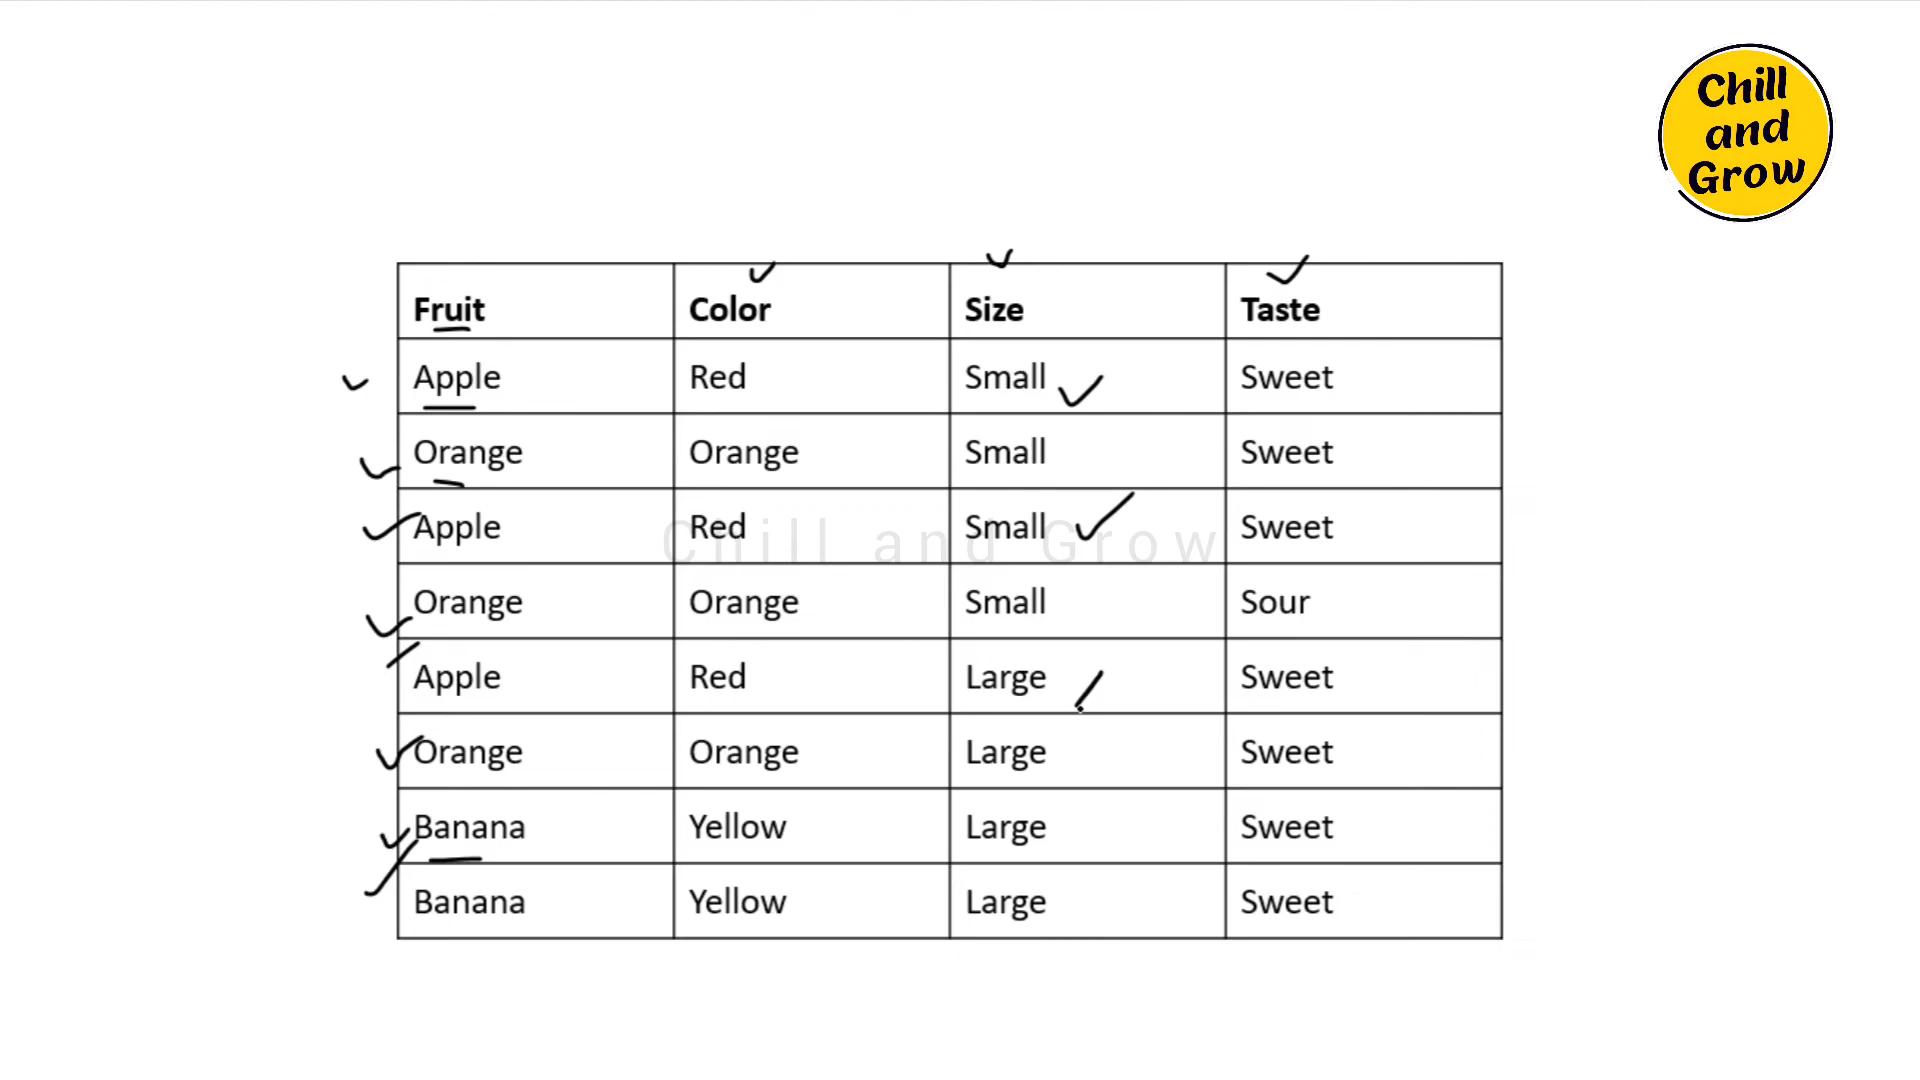 Chill
and
Grow
Fruit Color Size Taste
Apple Red Small Sweet
Orange Orange Small Sweet
Apple Red Small Sweet
Chill and Grow
Orange Orange Small Sour
Apple Red Large Sweet
Orange Orange Large Sweet
Banana Yellow Large Sweet
Banana Yellow Large Sweet